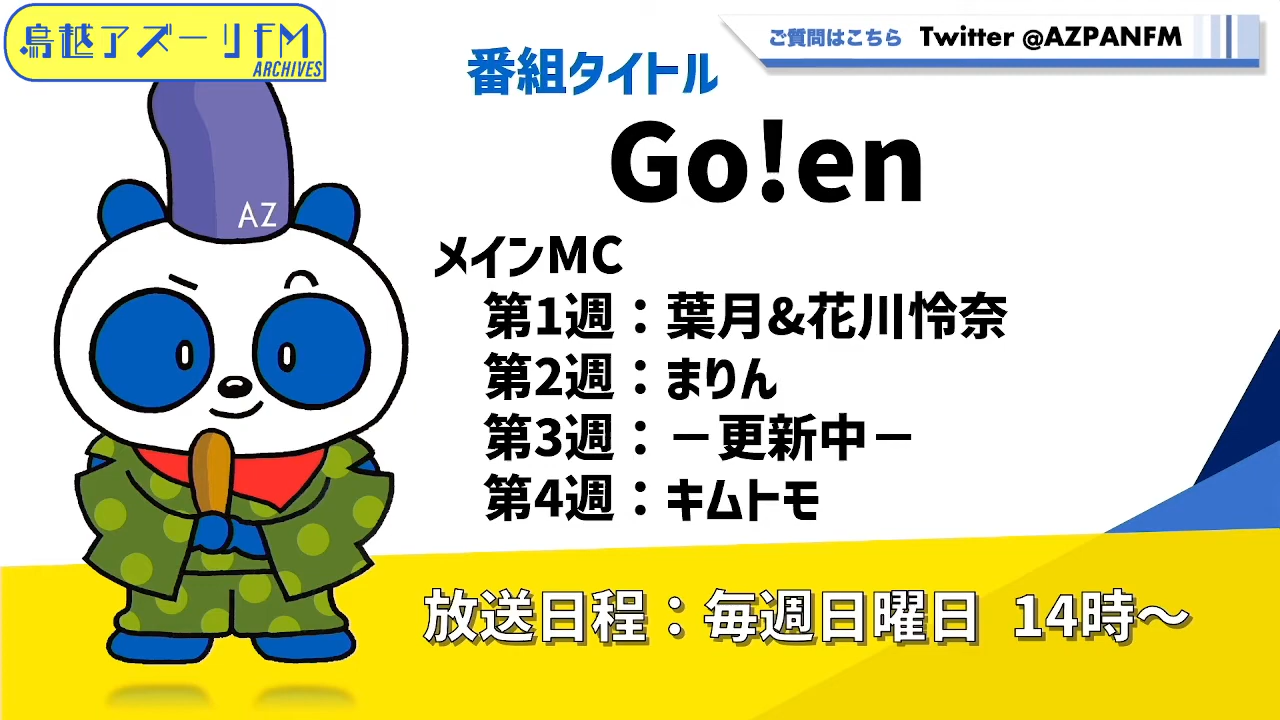 鳥越アズーリFM
ARCHIVES
ご質問はこちら Twitter @AZPANFM
番組タイトル
Go!en
AZ
メインMC
第1週：葉月&花川怜奈
第2週：まりん
第3週：－更新中－
第4週：キムトモ
放送日程：毎週日曜日 14時～